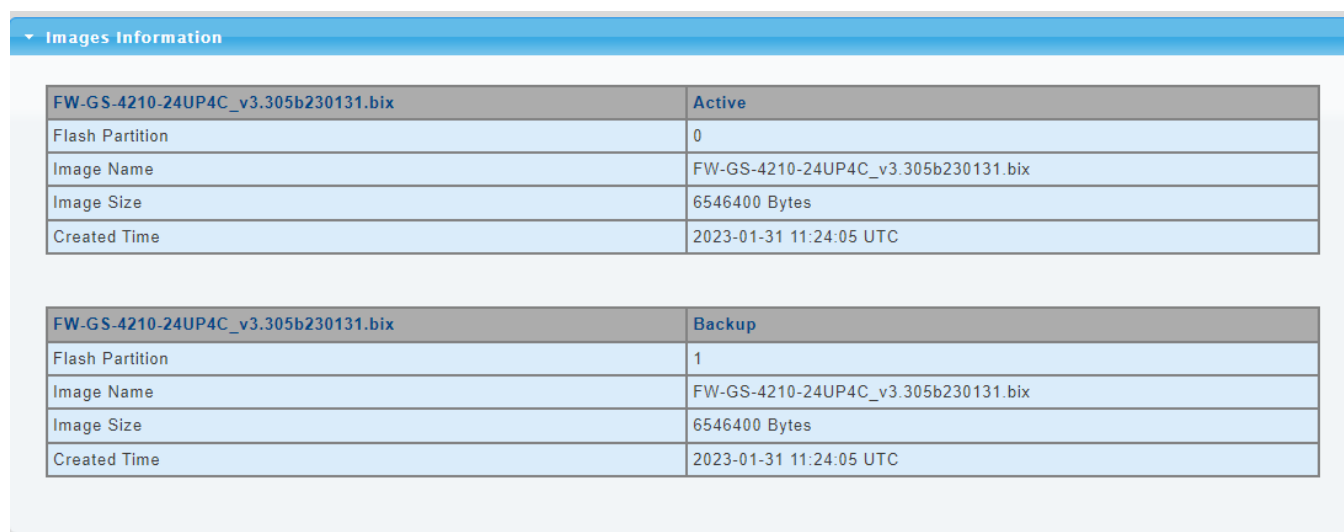 Images Information
FW-GS-4210-24UP4C_v3.305b230131.bix Active
Flash Partition 0
Image Name FW-GS-4210-24UP4C_v3.305b230131.bix
Image Size 6546400 Bytes
Created Time 2023-01-31 11:24:05 UTC
FW-GS-4210-24UP4C_v3.305b230131.bix Backup
Flash Partition 1
Image Name FW-GS-4210-24UP4C_v3.305b230131.bix
Image Size 6546400 Bytes
Created Time 2023-01-31 11:24:05 UTC